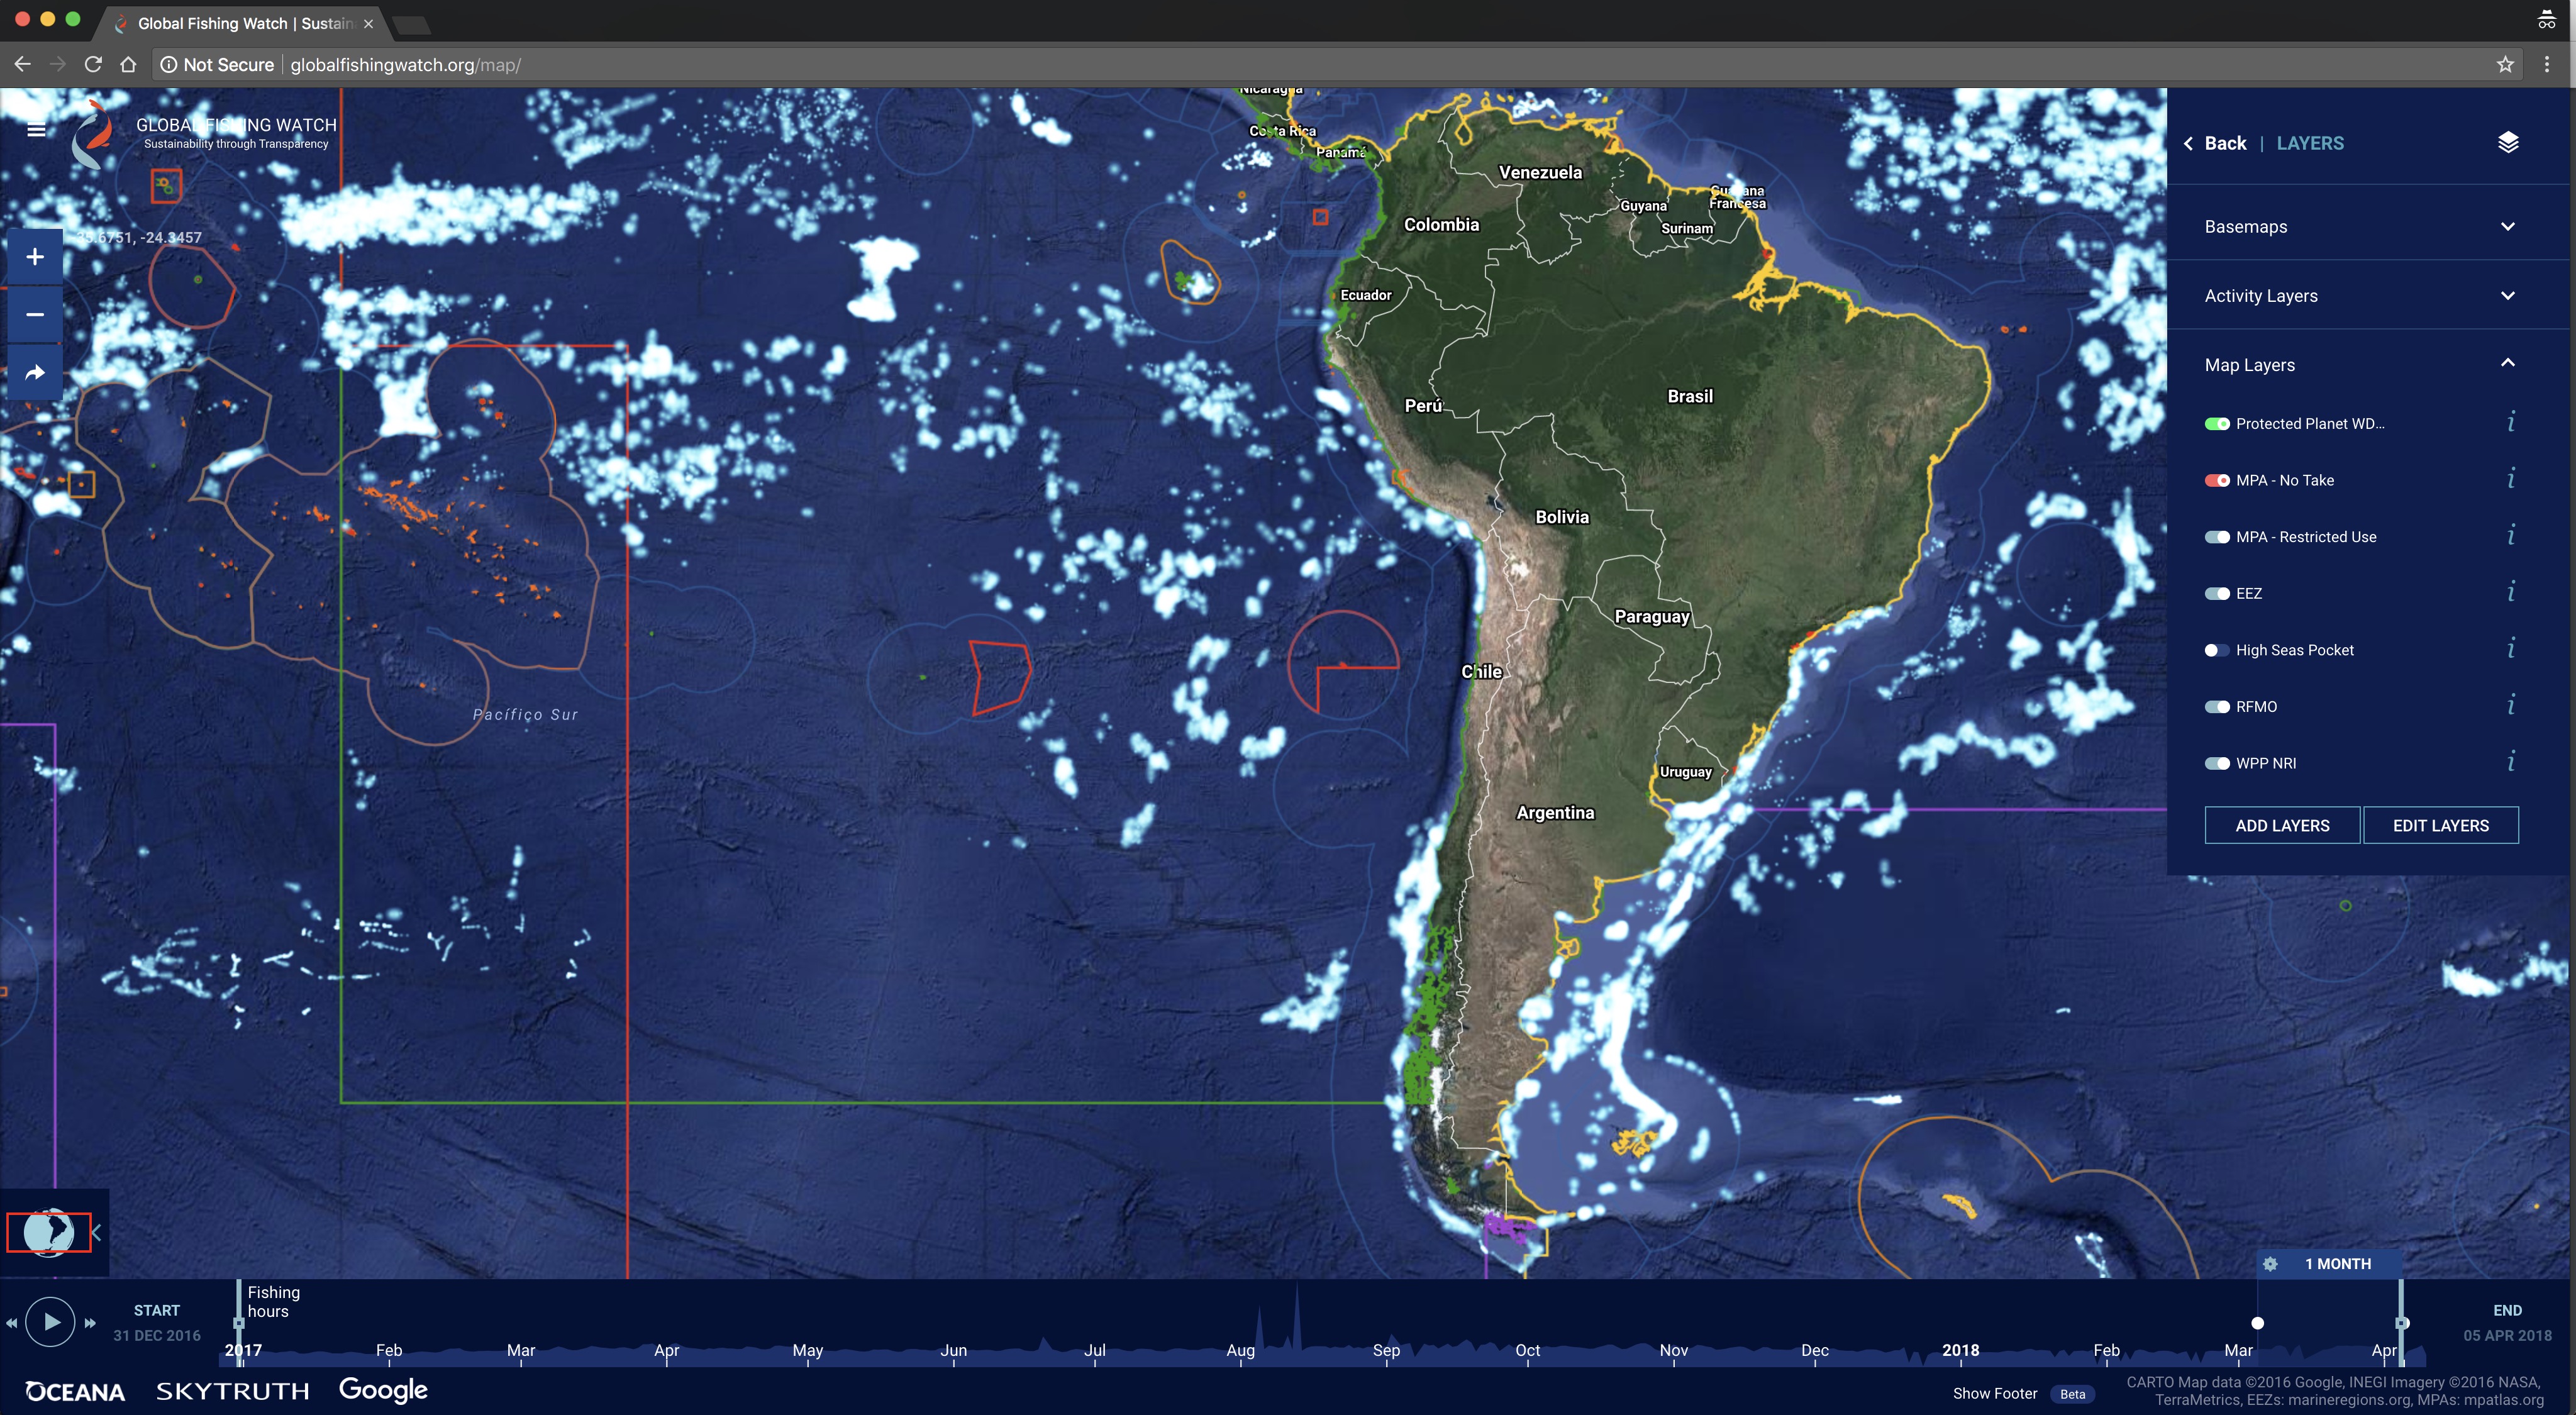 Global Fishing Watch | Sustain
Not Secure
globalfishingwatch.org/map/
GLOBAL FISHING WATCH
Sustainability through Transparency
-24.3457
+
−
Nicaragua
Costa Rica
Panamá
Venezuela
Guyana
Guayana
Francesa
Surinam
Colombia
Ecuador
Perú
Brasil
Bolivia
Paraguay
Chile
Uruguay
Argentina
Pacífiço Sur
Back | LAYERS
Basemaps
Activity Layers
Map Layers
Protected Planet WD... i
MPA - No Take i
MPA - Restricted Use i
EEZ i
High Seas Pocket i
RFMO i
WPP NRI i
ADD LAYERS EDIT LAYERS
1 MONTH
START
31 DEC 2016
Fishing
hours
2017 Feb Mar Apr May Jun Jul Aug Sep Oct Nov Dec 2018 Feb Mar Apr
END
05 APR 2018
OCEANA SKYTRUTH Google
Show Footer Beta
CARTO Map data ©2016 Google, INEGI Imagery ©2016 NASA,
TerraMetrics, EEZs: marineregions.org, MPAs: mpatlas.org